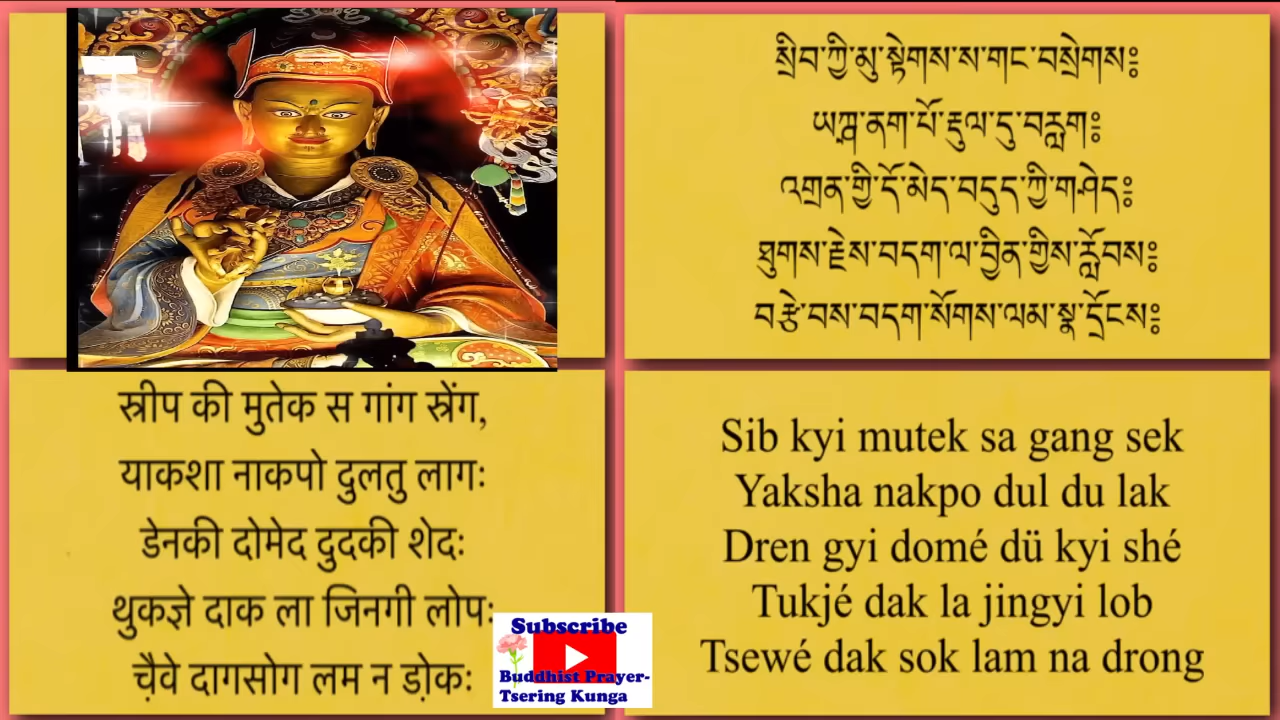 སྲིབ་ཀྱི་མུ་སྟེགས་ས་གང་བསྲེགས༔
ཡཀྴ་ནག་པོ་རྡུལ་དུ་བརླག༔
འགྲན་གྱི་དོ་མེད་བདུད་ཀྱི་གཤེད༔
ཐུགས་རྗེས་བདག་ལ་བྱིན་གྱིས་རློབས༔
བརྩེ་བས་བདག་སོགས་ལམ་སྣ་དྲོངས༔
स्रीप की मुतेक स गांग स्रेंग,
याकशा नाकपो दुलतु लागः
डेनकी दोमेद दुदकी शेदः
थुकज्ञे दाक ला जिनगी लोपः
च़ैवे दागसोग लम न डो़कः
Sib kyi mutek sa gang sek
Yaksha nakpo dul du lak
Dren gyi domé dü kyi shé
Tukjé dak la jingyi lob
Tsewé dak sok lam na drong
Subscribe
Buddhist Prayer-
Tsering Kunga